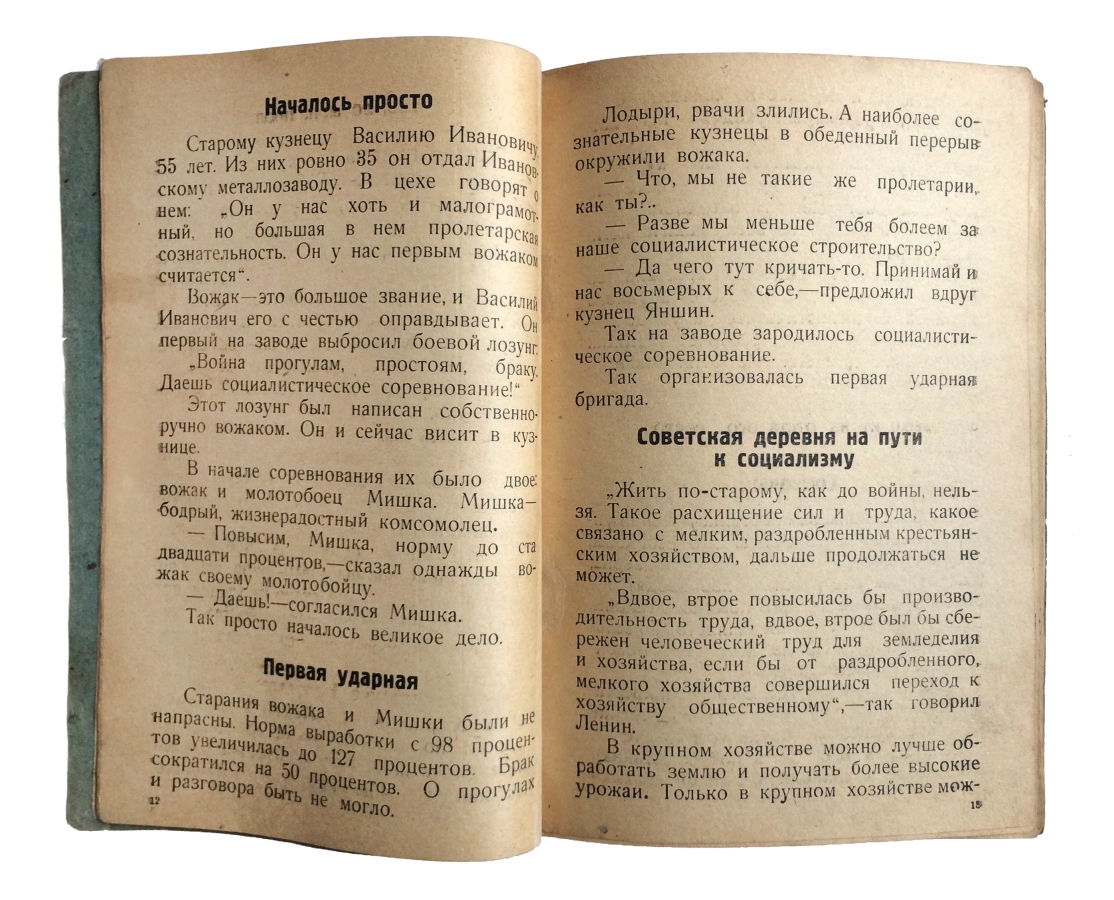 Началось просто
Старому кузнецу Василию Ивановичу,
55 лет. Из них ровно 35 он отдал Иванов-
скому металлозаводу. В цехе говорят о
нем: „Он у нас хоть и малограмот-
ный, но большая в нем пролетарская
сознательность. Он у нас первым вожаком
считается“.
Вожак—это большое звание, и Василий
Иванович его с честью оправдывает. Он
первый на заводе выбросил боевой лозунг:
„Война прогулам, простоям, браку.
Даешь социалистическое соревнование!“
Этот лозунг был написан собственно-
ручно вожаком. Он и сейчас висит в куз-
нице.
В начале соревнования их было двое:
вожак и молотобоец Мишка. Мишка—
бодрый, жизнерадостный комсомолец.
— Повысим, Мишка, норму до ста
двадцати процентов,—сказал однажды во-
жак своему молотобойцу.
— Даешь!—согласился Мишка.
Так просто началось великое дело.
Первая ударная
Старания вожака и Мишки были не
напрасны. Норма выработки с 98 процен-
тов увеличилась до 127 процентов. Брак
сократился на 50 процентов. О прогулах
и разговора быть не могло.
12
Лодыри, рвачи злились. А наиболее со-
знательные кузнецы в обеденный перерыв
окружили вожака.
— Что, мы не такие же пролетарии,
как ты?..
— Разве мы меньше тебя болеем за
наше социалистическое строительство?
— Да чего тут кричать-то. Принимай и
нас восьмерых к себе,—предложил вдруг
кузнец Яншин.
Так на заводе зародилось социалисти-
ческое соревнование.
Так организовалась первая ударная
бригада.
Советская деревня на пути
к социализму
„Жить по-старому, как до войны, нель-
зя. Такое расхищение сил и труда, какое
связано с мелким, раздробленным крестьян-
ским хозяйством, дальше продолжаться не
может.
„Вдвое, втрое повысилась бы произво-
дительность труда, вдвое, втрое был бы сбе-
режен человеческий труд для земледелия
и хозяйства, если бы от раздробленного,
мелкого хозяйства совершился переход к
хозяйству общественному“,—так говорил
Ленин.
В крупном хозяйстве можно лучше об-
работать землю и получать более высокие
урожаи. Только в крупном хозяйстве мож-
13